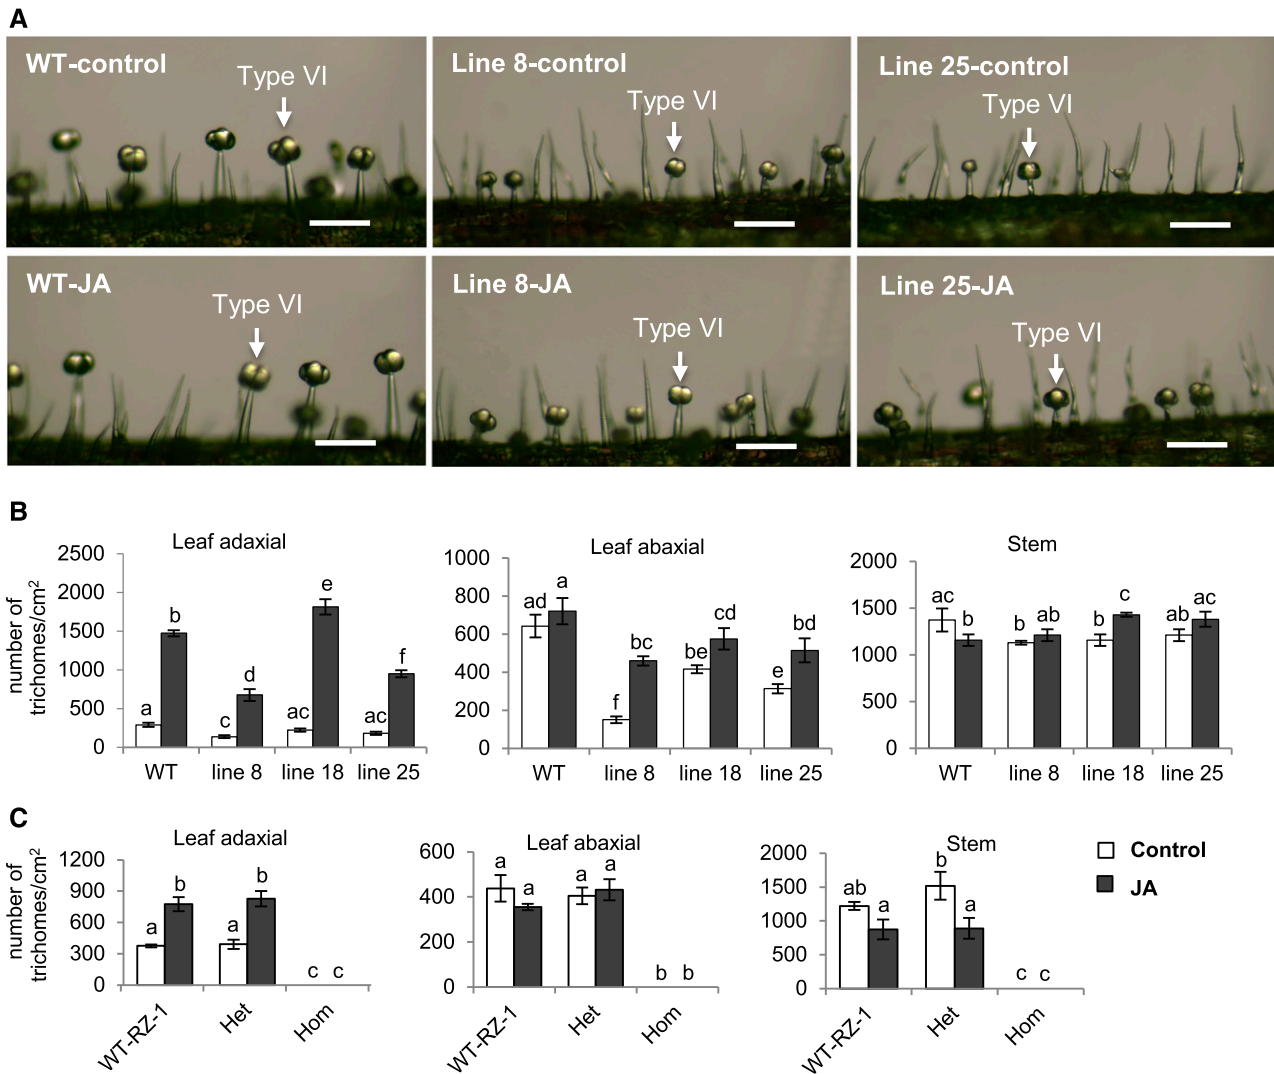 A
WT-control
Type VI
Line 8-control
Type VI
Line 25-control
Type VI
WT-JA
Type VI
Line 8-JA
Type VI
Line 25-JA
Type VI
B
number of
trichomes/cm2
Leaf adaxial
2500
2000
1500
1000
500
0
a b c d ac e ac f
WT line 8 line 18 line 25
Leaf abaxial
1000
800
600
400
200
0
ad a f bc be cd e bd
WT line 8 line 18 line 25
Stem
2000
1500
1000
500
0
ac b b ab b c ab ac
WT line 8 line 18 line 25
C
number of
trichomes/cm2
Leaf adaxial
1200
900
600
300
0
a b a b c c
WT-RZ-1 Het Hom
Leaf abaxial
600
400
200
0
a a a a b b
WT-RZ-1 Het Hom
Stem
2000
1500
1000
500
0
ab a b a c c
WT-RZ-1 Het Hom
Control
JA